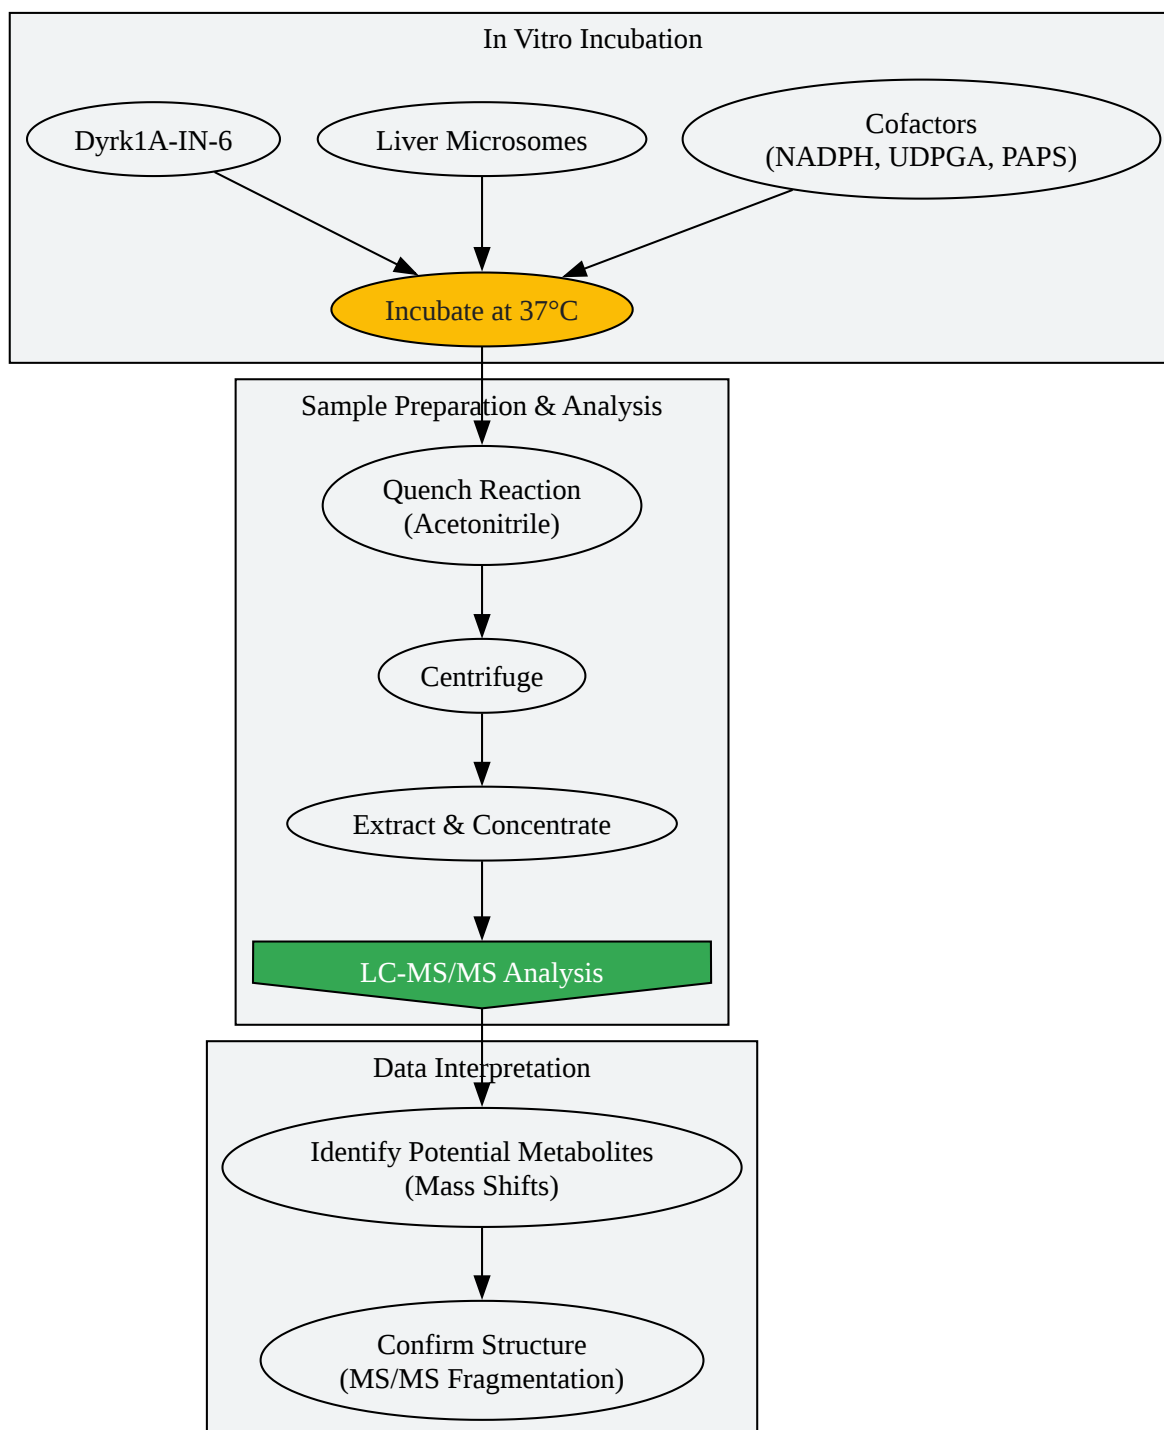 In Vitro Incubation
Dyrk1A-IN-6
Liver Microsomes
Cofactors
(NADPH, UDPGA, PAPS)
Incubate at 37°C
Sample Preparation & Analysis
Quench Reaction
(Acetonitrile)
Centrifuge
Extract & Concentrate
LC-MS/MS Analysis
Data Interpretation
Identify Potential Metabolites
(Mass Shifts)
Confirm Structure
(MS/MS Fragmentation)